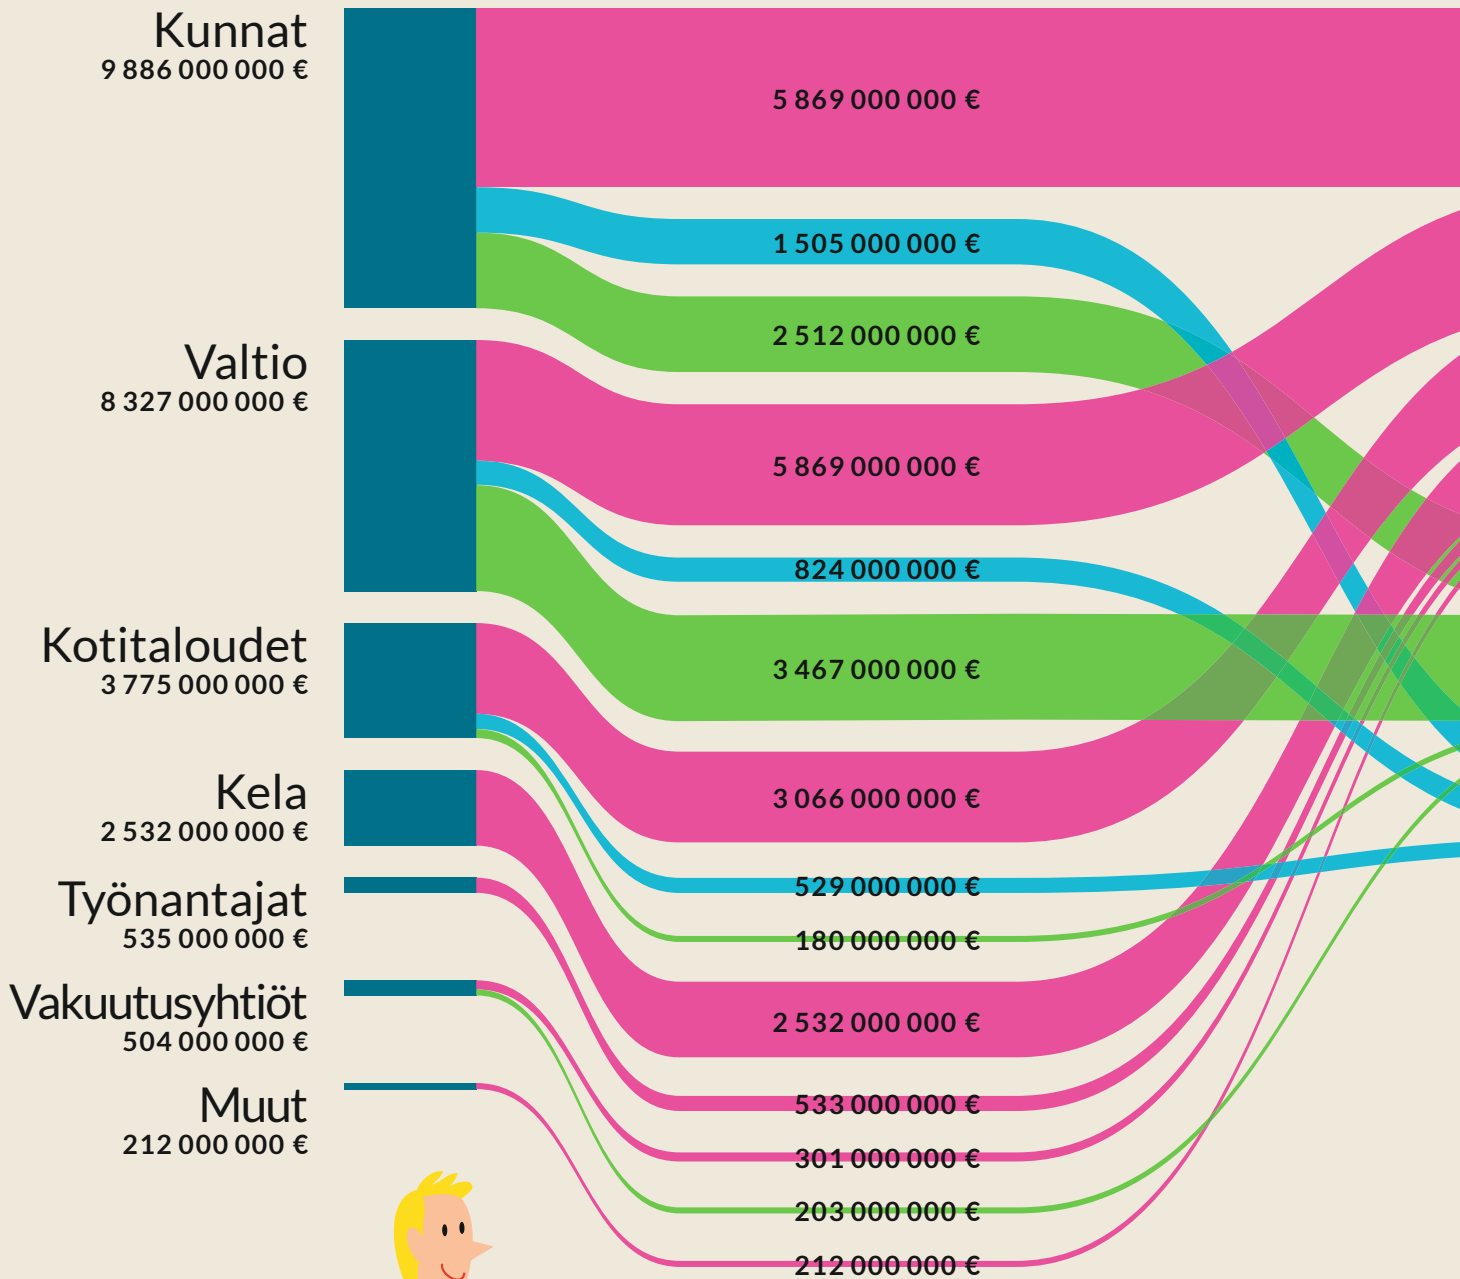 Kunnat
9 886 000 000 €
5 869 000 000 €
1 505 000 000 €
2 512 000 000 €
Valtio
8 327 000 000 €
5 869 000 000 €
824 000 000 €
3 467 000 000 €
Kotitaloudet
3 775 000 000 €
3 066 000 000 €
529 000 000 €
180 000 000 €
Kela
2 532 000 000 €
2 532 000 000 €
Työnantajat
535 000 000 €
533 000 000 €
Vakuutusyhtiöt
504 000 000 €
301 000 000 €
203 000 000 €
Muut
212 000 000 €
212 000 000 €